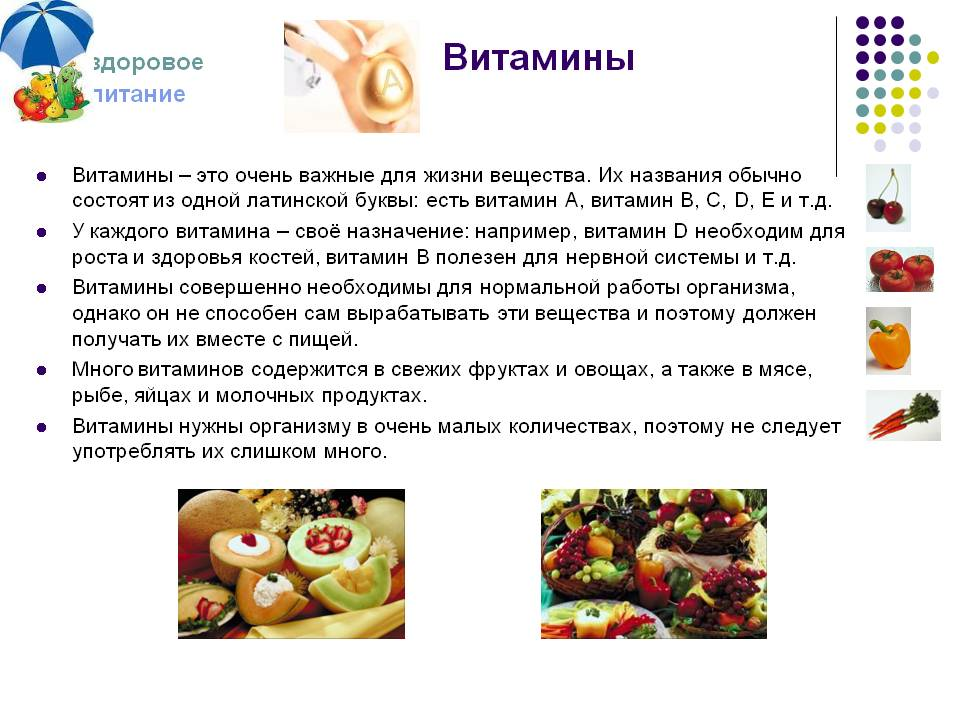 здоровое
питание
A
Витамины
● Витамины – это очень важные для жизни вещества. Их названия обычно
состоят из одной латинской буквы: есть витамин А, витамин В, С, D, Е и т.д.
● У каждого витамина – своё назначение: например, витамин D необходим для
роста и здоровья костей, витамин В полезен для нервной системы и т.д.
● Витамины совершенно необходимы для нормальной работы организма,
однако он не способен сам вырабатывать эти вещества и поэтому должен
получать их вместе с пищей.
● Много витаминов содержится в свежих фруктах и овощах, а также в мясе,
рыбе, яйцах и молочных продуктах.
● Витамины нужны организму в очень малых количествах, поэтому не следует
употреблять их слишком много.